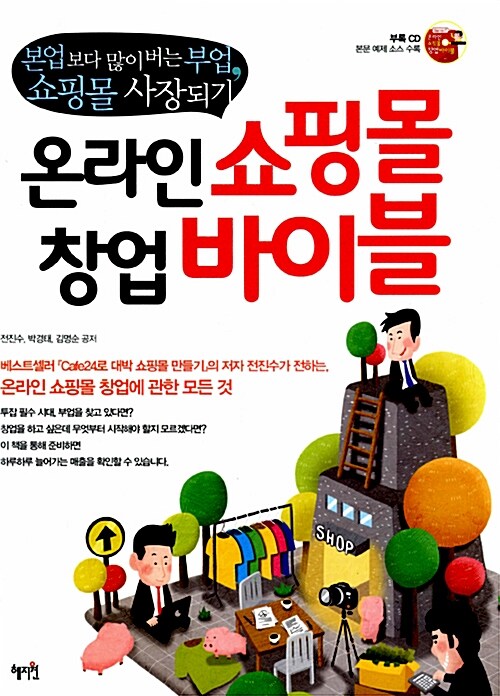 부록 CD
본문 예제 소스 수록
본업보다 많이 버는 부업,
쇼핑몰 사장되기
온라인 쇼핑몰
창업 바이블
전진수, 박경태, 김명순 공저
베스트셀러 『Cafe24로 대박 쇼핑몰 만들기』의 저자 전진수가 전하는,
온라인 쇼핑몰 창업에 관한 모든 것
투잡 필수 시대, 부업을 찾고 있다면?
창업을 하고 싶은데 무엇부터 시작해야 할지 모르겠다면?
이 책을 통해 준비하면
하루하루 늘어가는 매출을 확인할 수 있습니다.
SHOP
혜지원